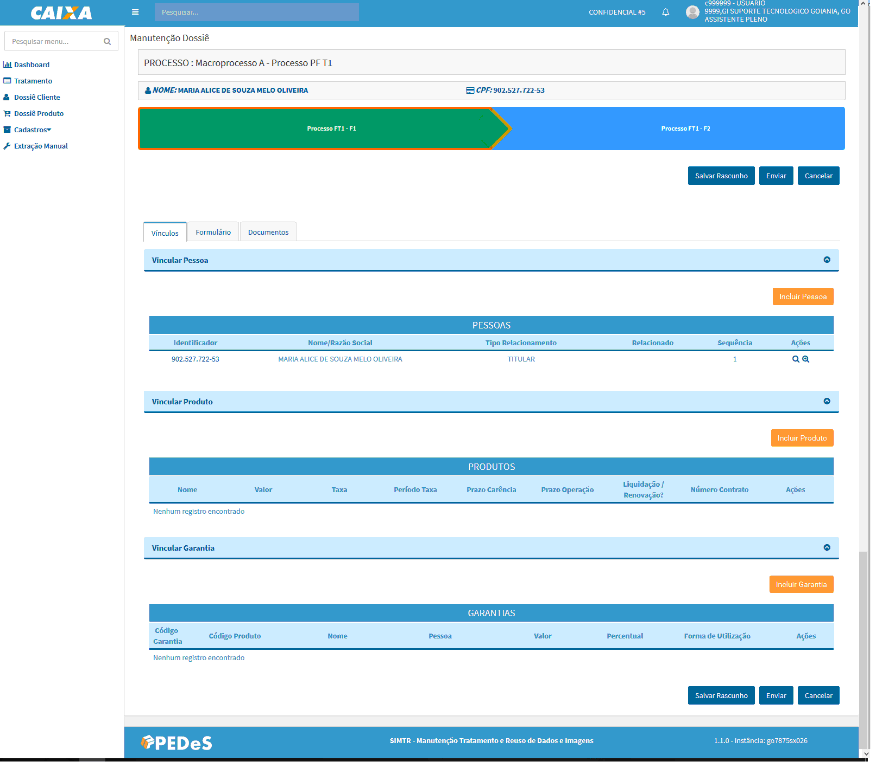 CAIXA
Pesquisar...
CONFIDENCIAL #5
c999999 - USUARIO
9999,GI SUPORTE TECNOLOGICO GOIANIA, GO
ASSISTENTE PLENO
Pesquisar menu...
Dashboard
Tratamento
Dossiê Cliente
Dossiê Produto
Cadastros
Extração Manual
Manutenção Dossiê
PROCESSO : Macroprocesso A - Processo PF T1
NOME: MARIA ALICE DE SOUZA MELO OLIVEIRA
CPF: 902.527.722-53
Processo FT1 - F1
Processo FT1 - F2
Salvar Rascunho Enviar Cancelar
Vínculos Formulário Documentos
Vincular Pessoa
Incluir Pessoa
PESSOAS
Identificador Nome/Razão Social Tipo Relacionamento Relacionado Sequência Ações
902.527.722-53 MARIA ALICE DE SOUZA MELO OLIVEIRA TITULAR 1
Vincular Produto
Incluir Produto
PRODUTOS
Nome Valor Taxa Período Taxa Prazo Carência Prazo Operação Liquidação / Renovação? Número Contrato Ações
Nenhum registro encontrado
Vincular Garantia
Incluir Garantia
GARANTIAS
Código Garantia Código Produto Nome Pessoa Valor Percentual Forma de Utilização Ações
Nenhum registro encontrado
Salvar Rascunho Enviar Cancelar
PEDeS
SIMTR - Manutenção Tratamento e Reuso de Dados e Imagens
1.1.0 - Instância: go7875sx026